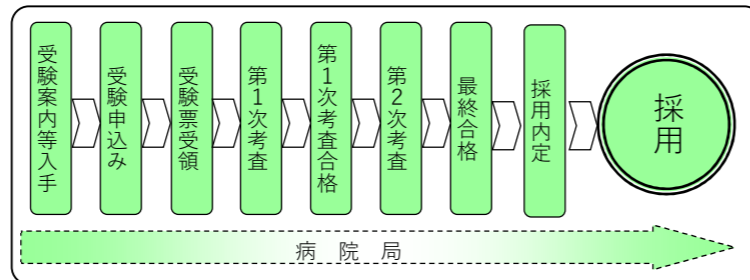 受験案内等入手
受験申込み
受験票受領
第1次考査
第1次考査合格
第2次考査
最終合格
採用内定
採用
病院局